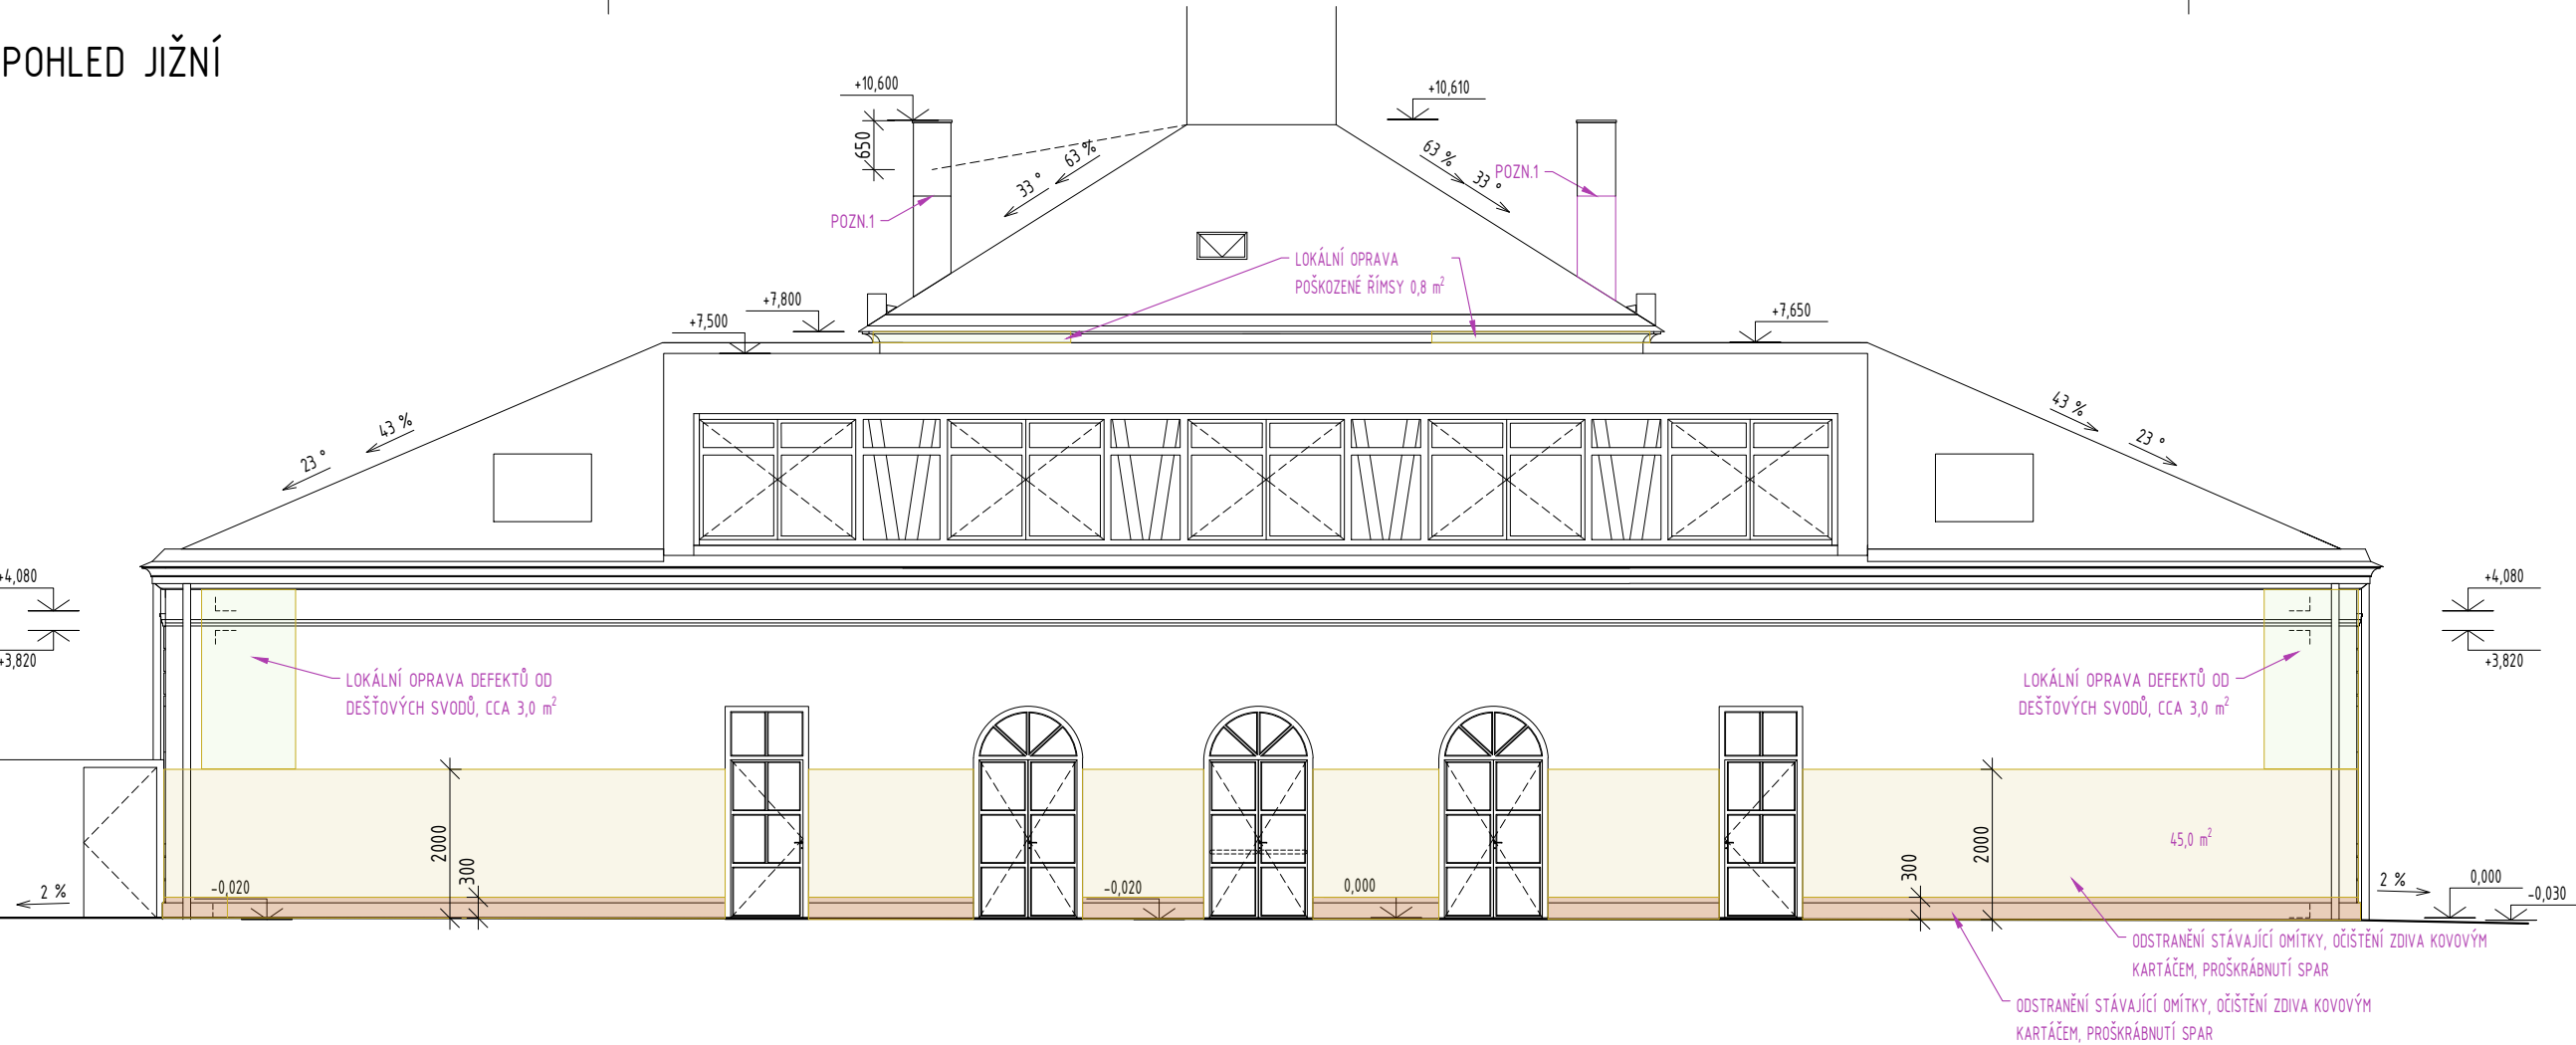 POHLED JIŽNÍ
+10,600
+10,610
650
63 %
33 °
63 %
33 °
POZN.1
POZN.1
LOKÁLNÍ OPRAVA
POŠKOZENÉ ŘÍMSY 0,8 m²
+7,800
+7,500
+7,650
43 %
23 °
43 %
23 °
+4,080
+3,820
+4,080
+3,820
LOKÁLNÍ OPRAVA DEFEKTŮ OD
DEŠŤOVÝCH SVODŮ, CCA 3,0 m²
LOKÁLNÍ OPRAVA DEFEKTŮ OD
DEŠŤOVÝCH SVODŮ, CCA 3,0 m²
2000
300
2000
300
45,0 m²
2 %
-0,020
-0,020
0,000
2 %
0,000
-0,030
ODSTRANĚNÍ STÁVAJÍCÍ OMÍTKY, OČIŠTĚNÍ ZDIVA KOVOVÝM
KARTÁČEM, PROŠKRÁBNUTÍ SPAR
ODSTRANĚNÍ STÁVAJÍCÍ OMÍTKY, OČIŠTĚNÍ ZDIVA KOVOVÝM
KARTÁČEM, PROŠKRÁBNUTÍ SPAR